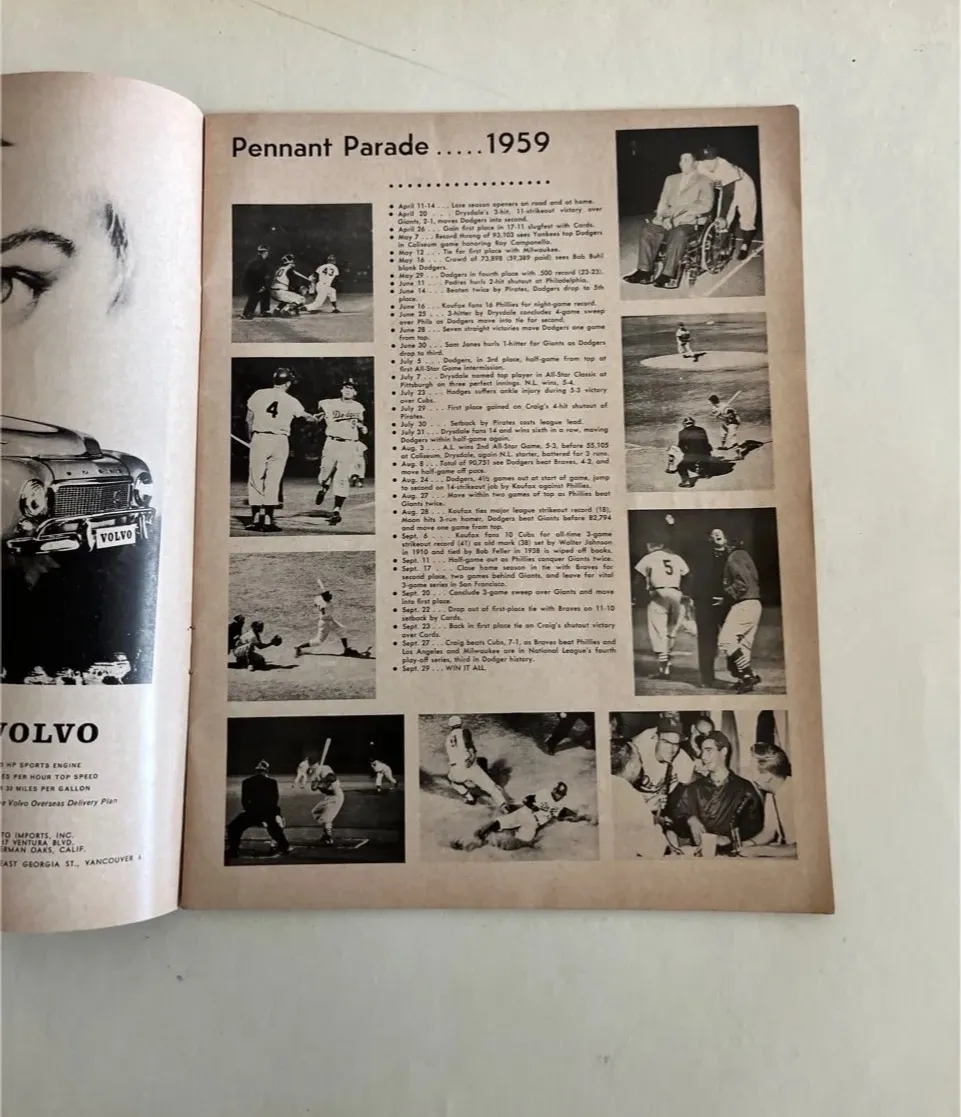 VOLVO
VOLVO
HP SPORTS ENGINE
ES PER HOUR TOP SPEED
MILES PER GALLON
Volvo Overseas Delivery Plan
TO IMPORTS, INC.
17 VENTURA BLVD.
ERMAN OAKS, CALIF.
EAST GEORGIA ST., VANCOUVER
Pennant Parade ..... 1959
• April 11-14 . . . Lose season openers on road and at home.
• April 20 . . . Drysdale's 3-hit, 11-strikeout victory over
Giants, 2-1, moves Dodgers into second.
• April 26 . . . Gain first place in 17-11 slugfest with Cards.
• May 7 . . . Record throng of 93,103 sees Yankees top Dodgers
in Coliseum game honoring Roy Campanella.
• May 12 . . . Tie for first place with Milwaukee.
• May 16 . . . Crowd of 73,898 (59,389 paid) sees Bob Buhl
blank Dodgers.
• May 29 . . . Dodgers in fourth place with .500 record (23-23).
• June 11 . . . Podres hurls 2-hit shutout at Philadelphia.
• June 14 . . . Beaten twice by Pirates, Dodgers drop to 5th
place.
• June 16 . . . Koufax fans 16 Phillies for night-game record.
• June 25 . . . 3-hitter by Drysdale concludes 4-game sweep
over Phils as Dodgers move into tie for second.
• June 28 . . . Seven straight victories move Dodgers one game
from top.
• June 30 . . . Sam Jones hurls 1-hitter for Giants as Dodgers
drop to third.
• July 5 . . . Dodgers, in 3rd place, half-game from top at
first All-Star Game intermission.
• July 7 . . . Drysdale named top player in All-Star Classic at
Pittsburgh on three perfect innings. N.L. wins, 5-4.
• July 23 . . . Hodges suffers ankle injury during 5-3 victory
over Cubs.
• July 29 . . . First place gained on Craig's 4-hit shutout of
Pirates.
• July 30 . . . Setback by Pirates costs league lead.
• July 31 . . . Drysdale fans 14 and wins sixth in a row, moving
Dodgers within half-game again.
• Aug. 3 . . . A.L. wins 2nd All-Star Game, 5-3, before 55,105
at Coliseum. Drysdale, again N.L. starter, battered for 3 runs.
• Aug. 8 . . . Total of 90,751 see Dodgers beat Braves, 4-2, and
move half-game off pace.
• Aug. 24 . . . Dodgers, 4½ games out at start of game, jump
to second on 14-strikeout job by Koufax against Phillies.
• Aug. 27 . . . Move within two games of top as Phillies beat
Giants twice.
• Aug. 28 . . . Koufax ties major league strikeout record (18),
Moon hits 3-run homer, Dodgers beat Giants before 82,794
and move one game from top.
• Sept. 6 . . . Koufax fans 10 Cubs for all-time 3-game
strikeout record (41) as old mark (38) set by Walter Johnson
in 1910 and tied by Bob Feller in 1938 is wiped off books.
• Sept. 11 . . . Half-game out as Phillies conquer Giants twice.
• Sept. 17 . . . Close home season in tie with Braves for
second place, two games behind Giants, and leave for vital
3-game series in San Francisco.
• Sept. 20 . . . Conclude 3-game sweep over Giants and move
into first place.
• Sept. 22 . . . Drop out of first-place tie with Braves on 11-10
setback by Cards.
• Sept. 23 . . . Back in first place tie on Craig's shutout victory
over Cards.
• Sept. 27 . . . Craig beats Cubs, 7-1, as Braves beat Phillies and
Los Angeles and Milwaukee are in National League's fourth
play-off series, third in Dodger history.
• Sept. 29 . . . WIN IT ALL.
43
4
Dodgers
5